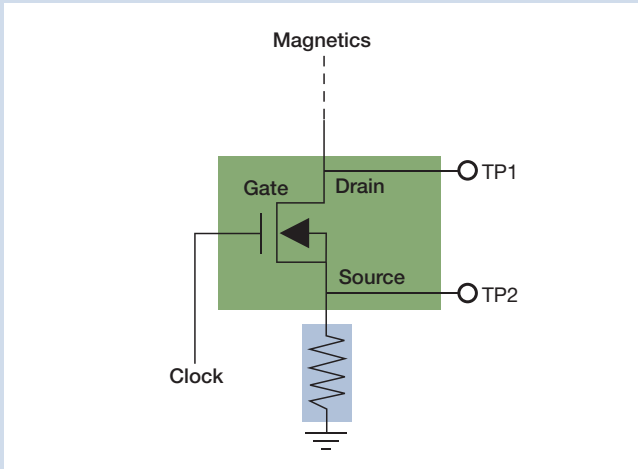 Magnetics
TP1
Gate
Drain
Source
TP2
Clock